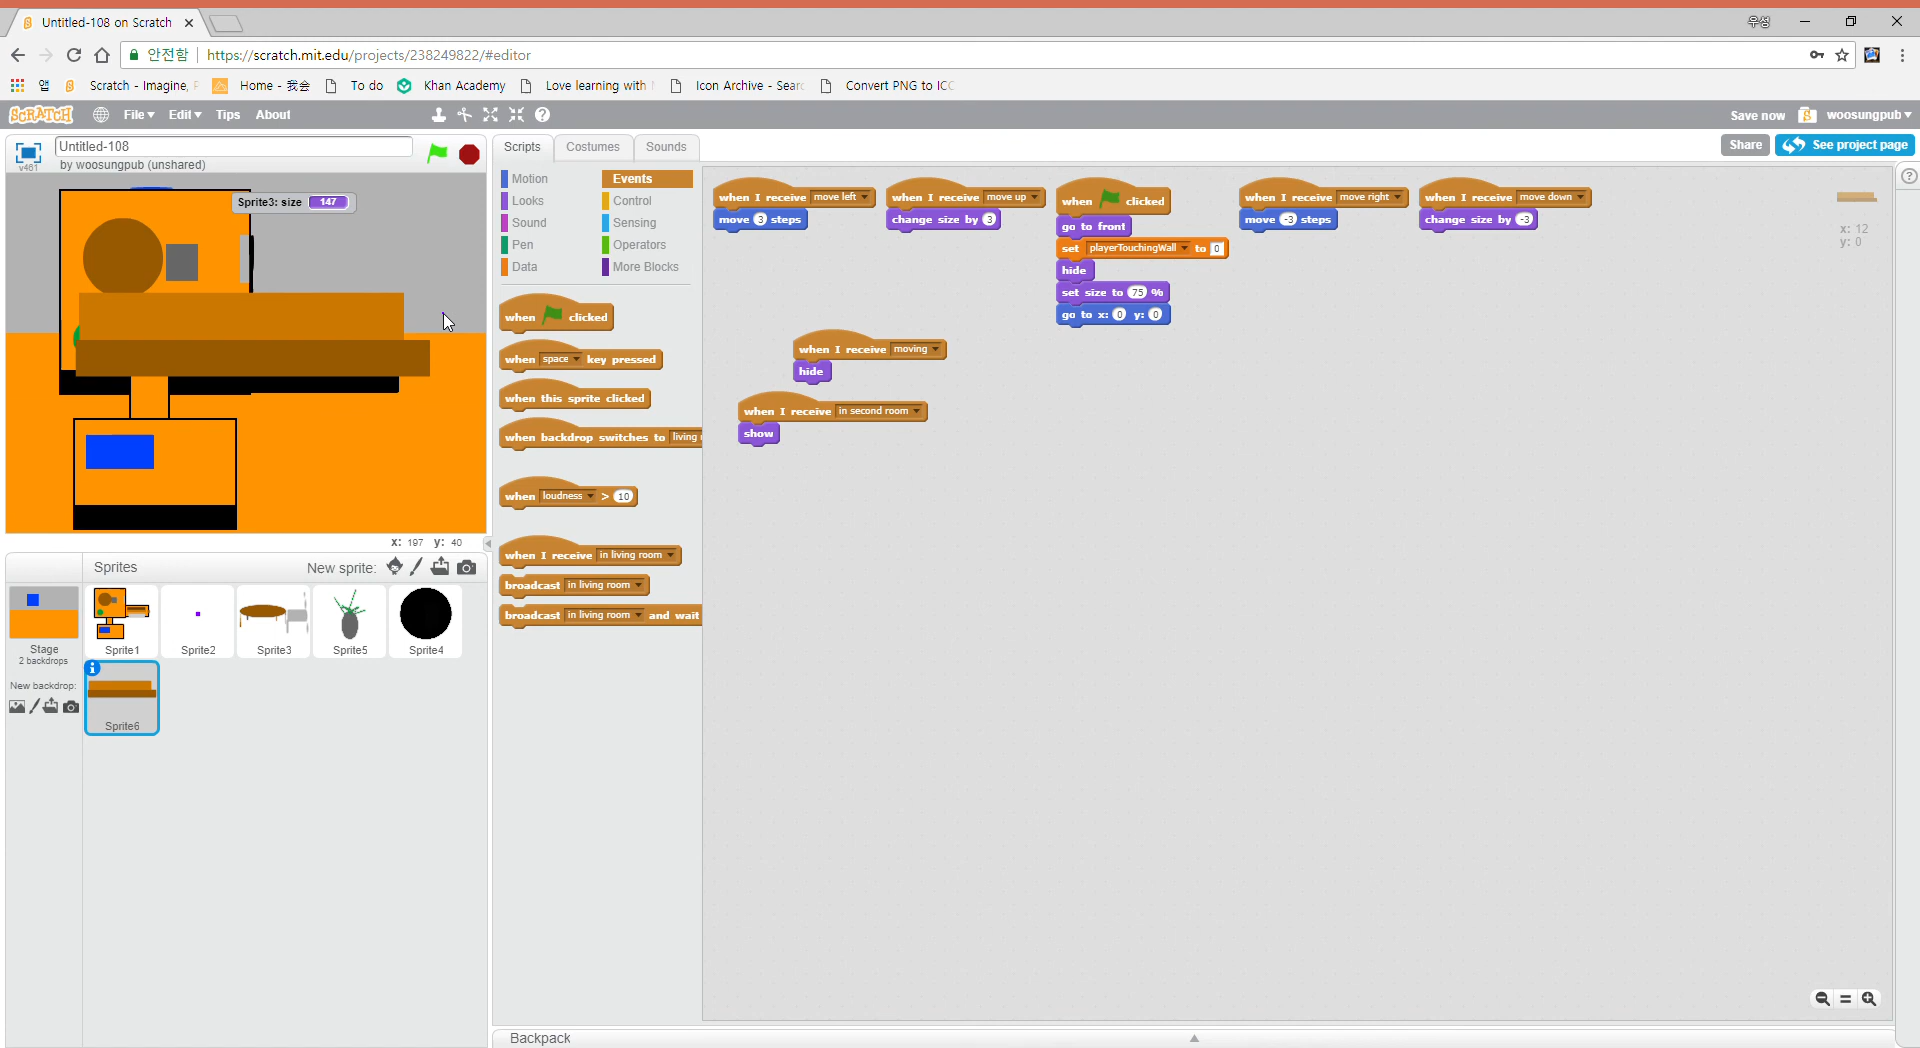 Untitled-108 on Scratch
우성
안전함 https://scratch.mit.edu/projects/238249822/#editor
앱 Scratch - Imagine, Home - 我会 To do Khan Academy Love learning with Icon Archive - Sear Convert PNG to ICO
SCRATCH File Edit Tips About Save now woosungpub
v461 Untitled-108
by woosungpub (unshared)
Scripts Costumes Sounds
Share See project page
Sprite3: size 147
Motion Events
Looks Control
Sound Sensing
Pen Operators
Data More Blocks
when clicked
when space key pressed
when this sprite clicked
when backdrop switches to living
when loudness > 10
when I receive in living room
broadcast in living room
broadcast in living room and wait
when I receive move left
move 3 steps
when I receive move up
change size by 3
when clicked
go to front
set playerTouchingWall to 0
hide
set size to 75 %
go to x: 0 y: 0
when I receive move right
move -3 steps
when I receive move down
change size by -3
when I receive moving
hide
when I receive in second room
show
x: 12
y: 0
x: 197 y: 40
Sprites New sprite:
Stage
2 backdrops
New backdrop:
Sprite1 Sprite2 Sprite3 Sprite5 Sprite4
Sprite6
Backpack